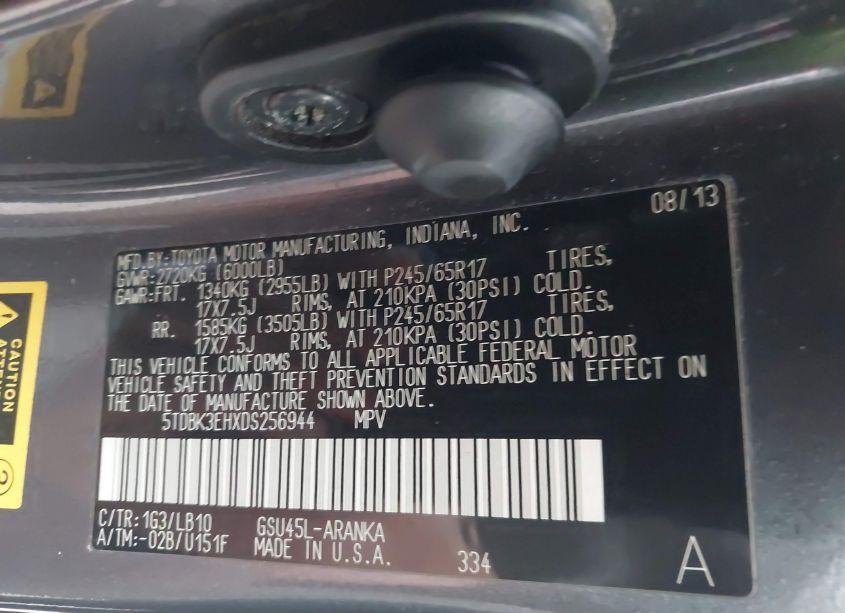 08/13
MFD.BY:TOYOTA MOTOR MANUFACTURING, INDIANA, INC.
GVWR:2720KG (6000LB)
GAWR:FRT. 1340KG (2955LB) WITH P245/65R17 TIRES,
17X7.5J RIMS, AT 210KPA (30PSI) COLD.
RR. 1585KG (3505LB) WITH P245/65R17 TIRES,
17X7.5J RIMS, AT 210KPA (30PSI) COLD.
THIS VEHICLE CONFORMS TO ALL APPLICABLE FEDERAL MOTOR
VEHICLE SAFETY AND THEFT PREVENTION STANDARDS IN EFFECT ON
THE DATE OF MANUFACTURE SHOWN ABOVE.
5TDBK3EHXDS256944 MPV
C/TR:1G3/LB10 GSU45L-ARANKA
A/TM:-02B/U151F MADE IN U.S.A. 334
A
CAUTION
2